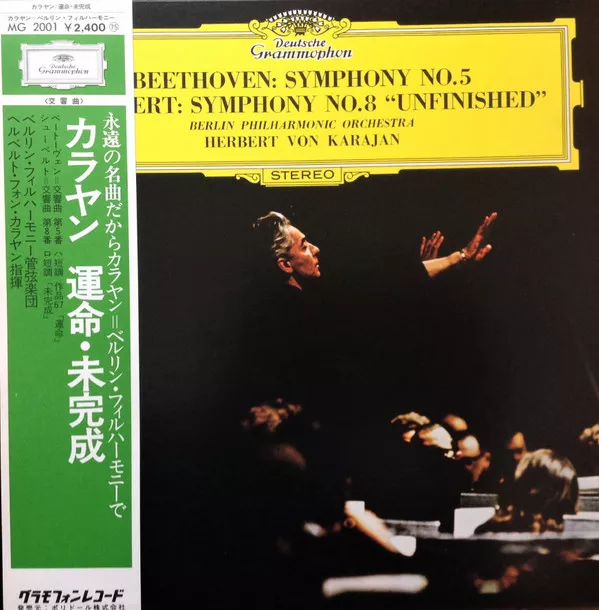 カラヤン/運命・未完成
カラヤン・ベルリン・フィルハーモニー
MG 2001 ¥2,400 ⑮
Deutsche
Grammophon
〈交響曲〉
永遠の名曲だからカラヤン=ベルリン・フィルハーモニーで
カラヤン 運命・未完成
ベートーヴェン=交響曲 第5番 ハ短調 作品67「運命」
シューベルト=交響曲 第8番 ロ短調「未完成」
ベルリン・フィルハーモニー管弦楽団
ヘルベルト・フォン・カラヤン指揮
グラモフォンレコード
発売元:ポリドール株式会社
Deutsche
Grammophon
BEETHOVEN: SYMPHONY NO.5
ERT: SYMPHONY NO.8 “UNFINISHED”
BERLIN PHILHARMONIC ORCHESTRA
HERBERT VON KARAJAN
STEREO